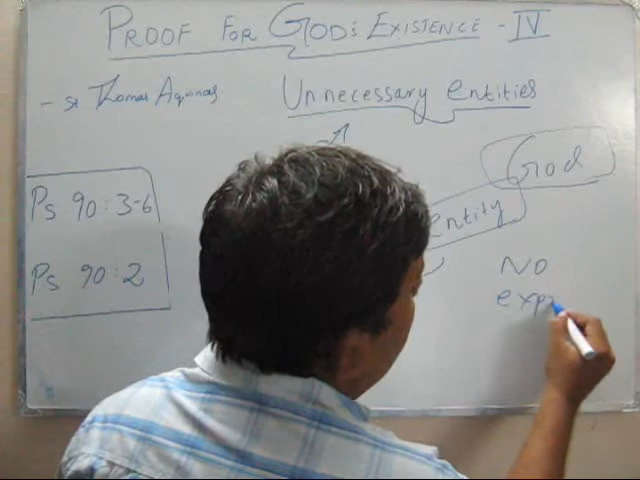 PROOF FOR GOD'S EXISTENCE - IV
- St Thomas Aquinas
Unnecessary entities
God
Ps 90:3-6
entity
Ps 90:2
NO
exp